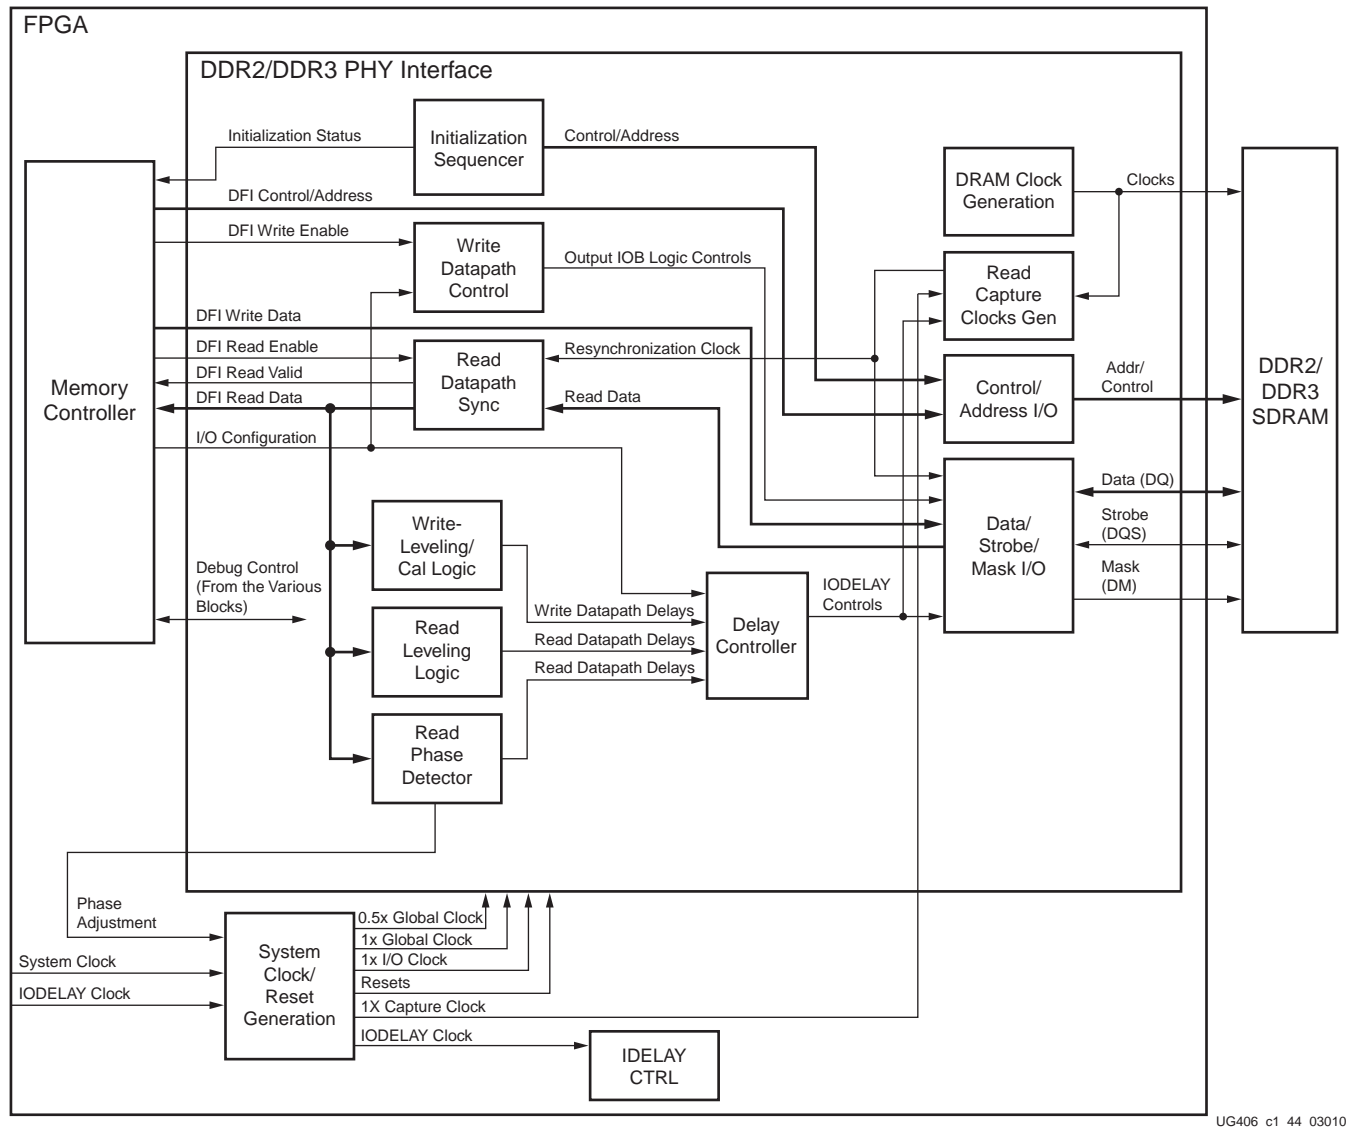 FPGA
DDR2/DDR3 PHY Interface
Initialization Status
Initialization
Sequencer
Control/Address
DRAM Clock
Generation
Clocks
DFI Control/Address
DFI Write Enable
Write
Datapath
Control
Output IOB Logic Controls
Read
Capture
Clocks Gen
DFI Write Data
DFI Read Enable
DFI Read Valid
DFI Read Data
Read
Datapath
Sync
Resynchronization Clock
Read Data
Memory
Controller
Control/
Address I/O
Addr/
Control
DDR2/
DDR3
SDRAM
I/O Configuration
Write-
Leveling/
Cal Logic
Data/
Strobe/
Mask I/O
Data (DQ)
Strobe
(DQS)
Mask
(DM)
Debug Control
(From the Various
Blocks)
Read
Leveling
Logic
Write Datapath Delays
Read Datapath Delays
Read Datapath Delays
Delay
Controller
IODELAY
Controls
Read
Phase
Detector
Phase
Adjustment
System Clock
IODELAY Clock
System
Clock/
Reset
Generation
0.5x Global Clock
1x Global Clock
1x I/O Clock
Resets
1X Capture Clock
IODELAY Clock
IDELAY
CTRL
UG406_c1_44_03010